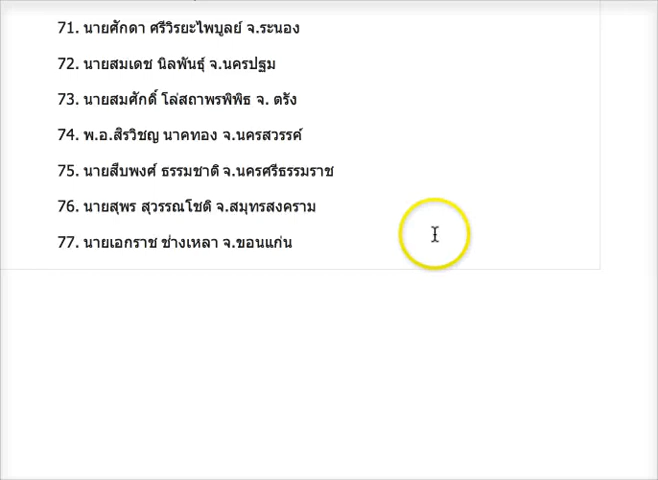 71. นายศักดา ศรีวิริยะไพบูลย์ จ.ระนอง
72. นายสมเดช นิลพันธุ์ จ.นครปฐม
73. นายสมศักดิ์ โล่สถาพรพิพิธ จ. ตรัง
74. พ.อ.สิรวิชญ นาคทอง จ.นครสวรรค์
75. นายสืบพงศ์ ธรรมชาติ จ.นครศรีธรรมราช
76. นายสุพร สุวรรณโชติ จ.สมุทรสงคราม
77. นายเอกราช ช่างเหลา จ.ขอนแก่น